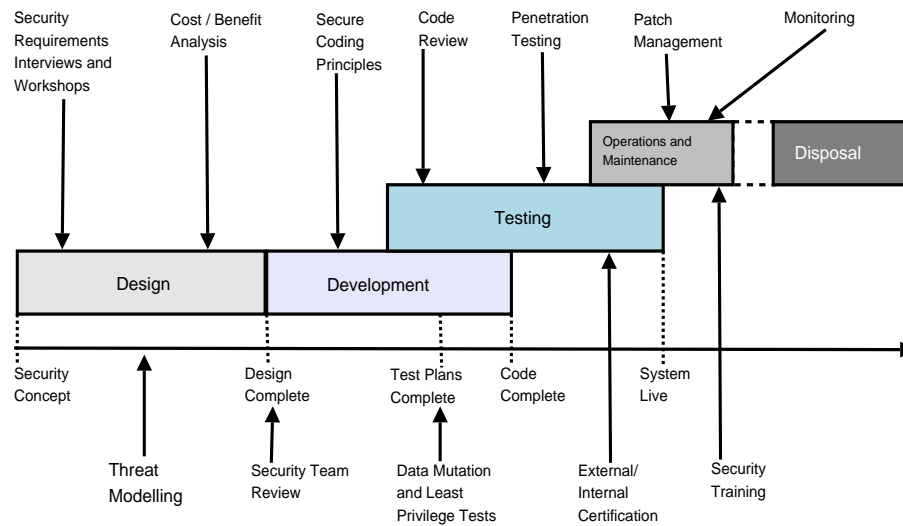 Security
Requirements
Interviews and
Workshops
Cost / Benefit
Analysis
Secure
Coding
Principles
Code
Review
Penetration
Testing
Patch
Management
Monitoring
Operations and
Maintenance
Disposal
Testing
Design
Development
Security
Concept
Design
Complete
Test Plans
Complete
Code
Complete
System
Live
Threat
Modelling
Security Team
Review
Data Mutation
and Least
Privilege Tests
External/
Internal
Certification
Security
Training